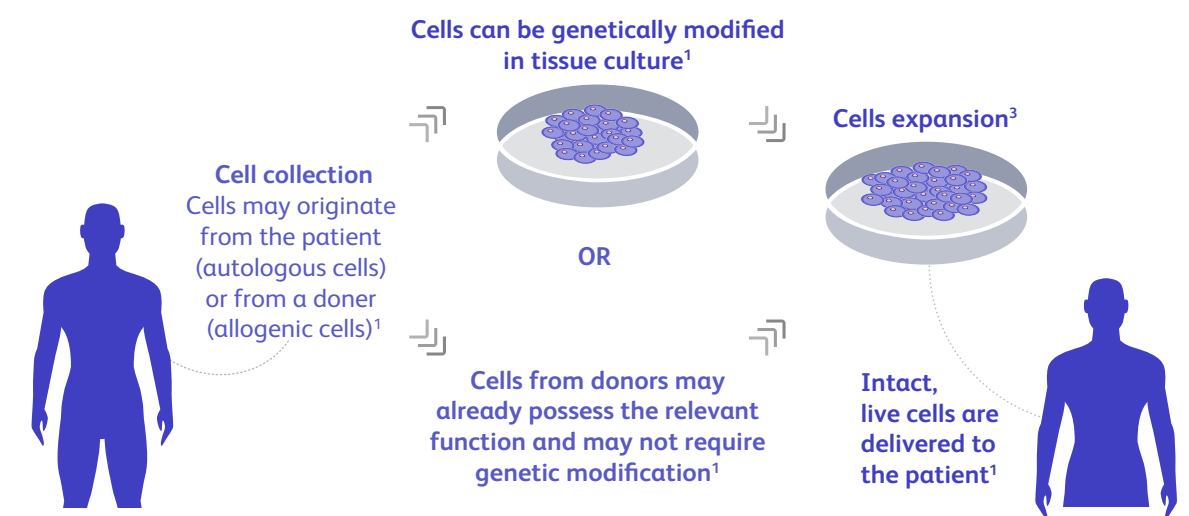 Cells can be genetically modified
in tissue culture¹
Cells expansion³
Cell collection
Cells may originate
from the patient
(autologous cells)
or from a doner
(allogenic cells)¹
OR
Cells from donors may
already possess the relevant
function and may not require
genetic modification¹
Intact,
live cells are
delivered to
the patient¹